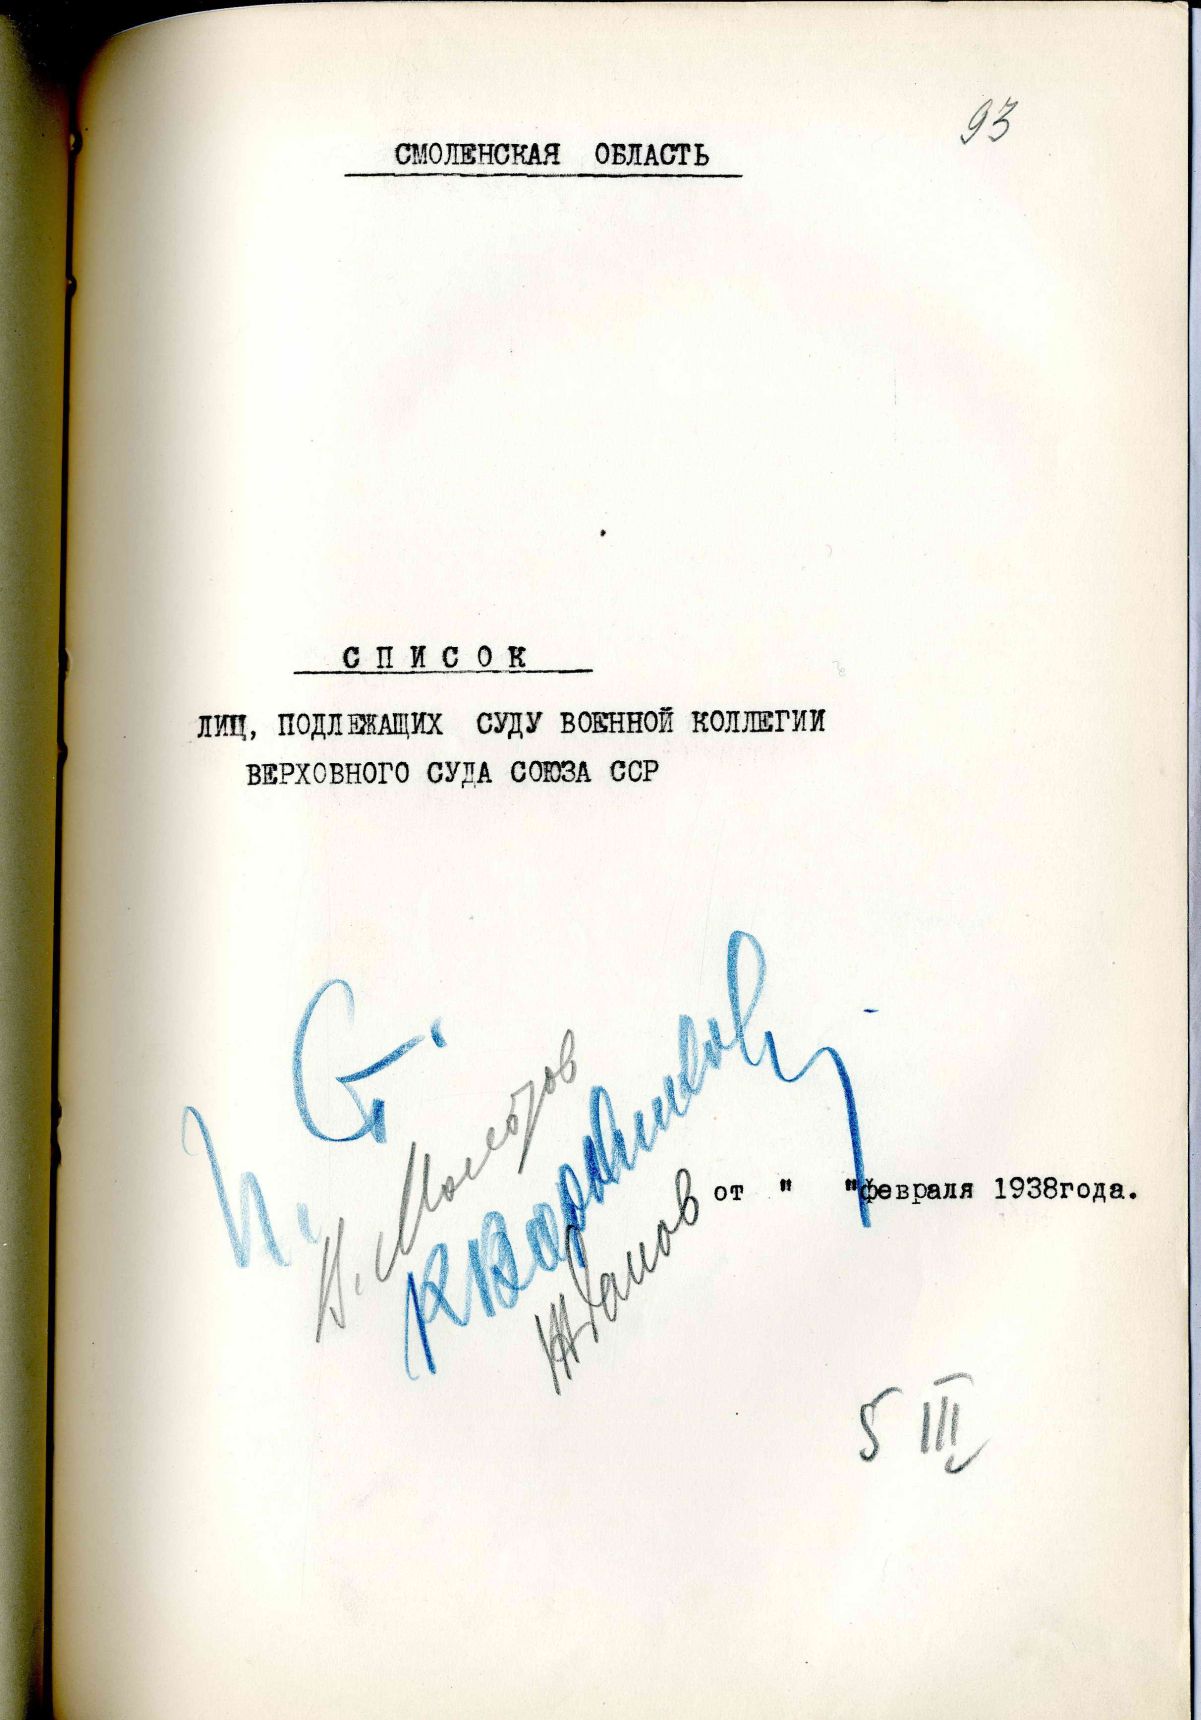 93
СМОЛЕНСКАЯ ОБЛАСТЬ
СПИСОК
ЛИЦ, ПОДЛЕЖАЩИХ СУДУ ВОЕННОЙ КОЛЛЕГИИ
ВЕРХОВНОГО СУДА СОЮЗА ССР
Ст
В. Молотов
К Ворошилов
Жданов
от " "февраля 1938года.
5 III